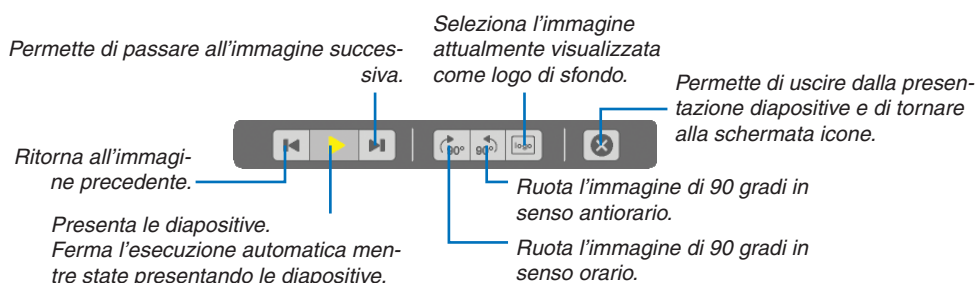 Permette di passare all'immagine succes-
siva.
Seleziona l'immagine
attualmente visualizzata
come logo di sfondo.
Permette di uscire dalla presen-
tazione diapositive e di tornare
alla schermata icone.
90°
90°
logo
Ritorna all'immagi-
ne precedente.
Presenta le diapositive.
Ferma l'esecuzione automatica men-
tre state presentando le diapositive.
Ruota l'immagine di 90 gradi in
senso antiorario.
Ruota l'immagine di 90 gradi in
senso orario.